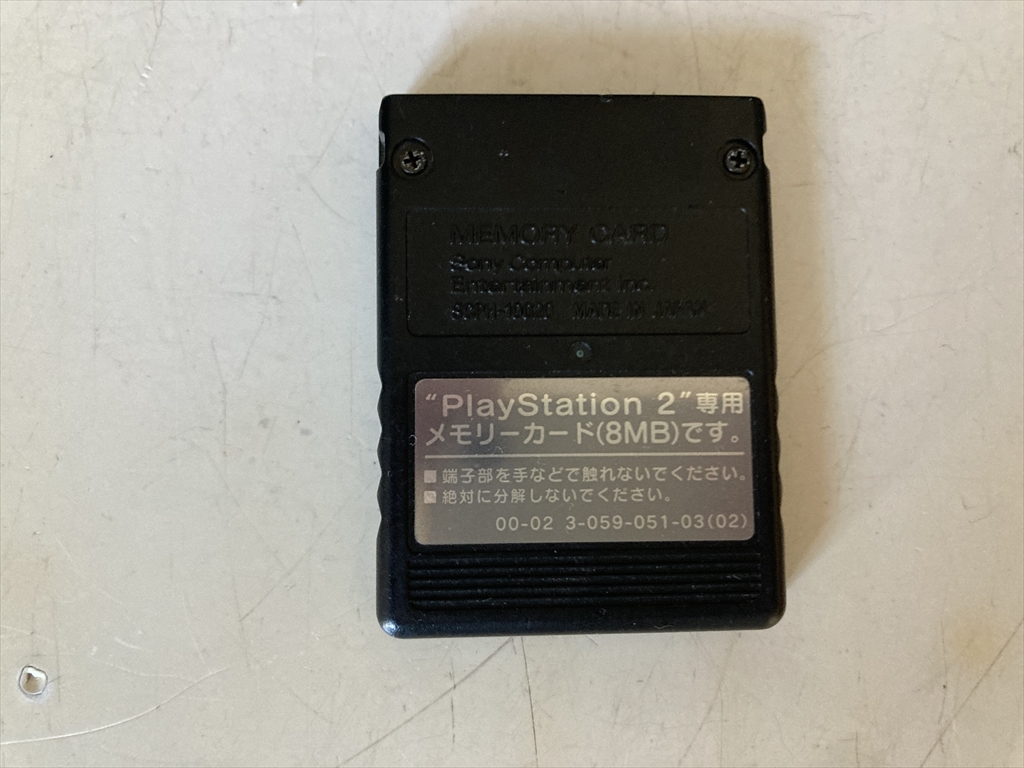 MEMORY CARD
Sony Computer
Entertainment Inc.
SCPH-10020 MADE IN JAPAN
“PlayStation 2”専用
メモリーカード(8MB)です。
■ 端子部を手などで触れないでください。
■ 絶対に分解しないでください。
00-02 3-059-051-03(02)